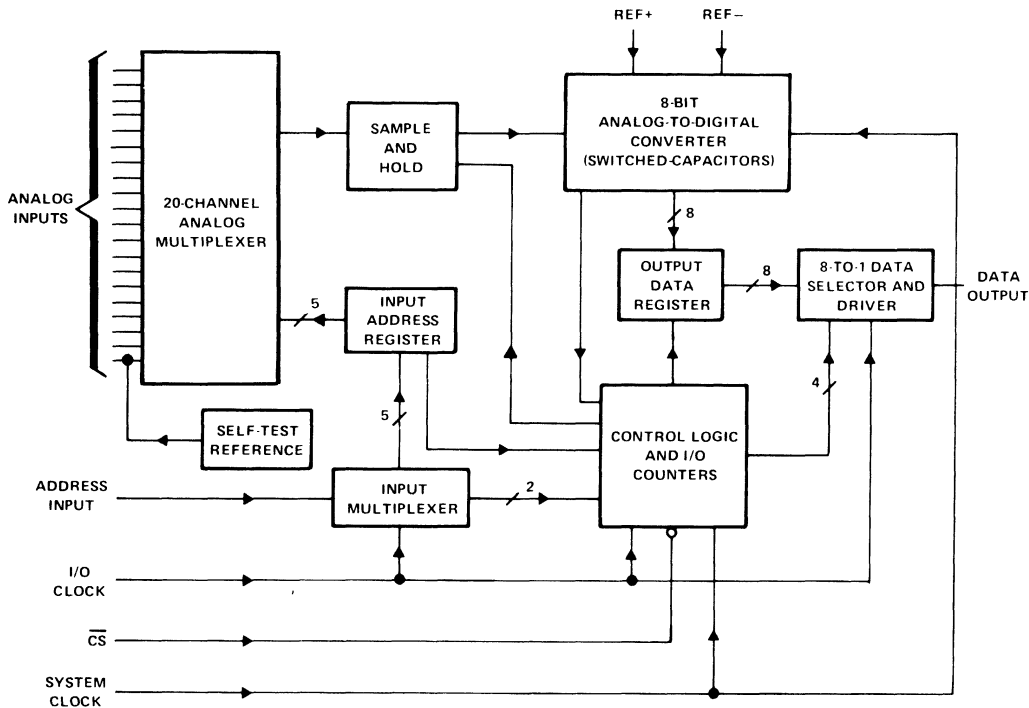 REF+ REF−
8-BIT
ANALOG-TO-DIGITAL
CONVERTER
(SWITCHED-CAPACITORS)
SAMPLE
AND
HOLD
ANALOG
INPUTS
20-CHANNEL
ANALOG
MULTIPLEXER
8
OUTPUT
DATA
REGISTER
8
8-TO-1 DATA
SELECTOR AND
DRIVER
DATA
OUTPUT
5
INPUT
ADDRESS
REGISTER
4
5
SELF-TEST
REFERENCE
CONTROL LOGIC
AND I/O
COUNTERS
ADDRESS
INPUT
INPUT
MULTIPLEXER
2
I/O
CLOCK
C̅S̅
SYSTEM
CLOCK